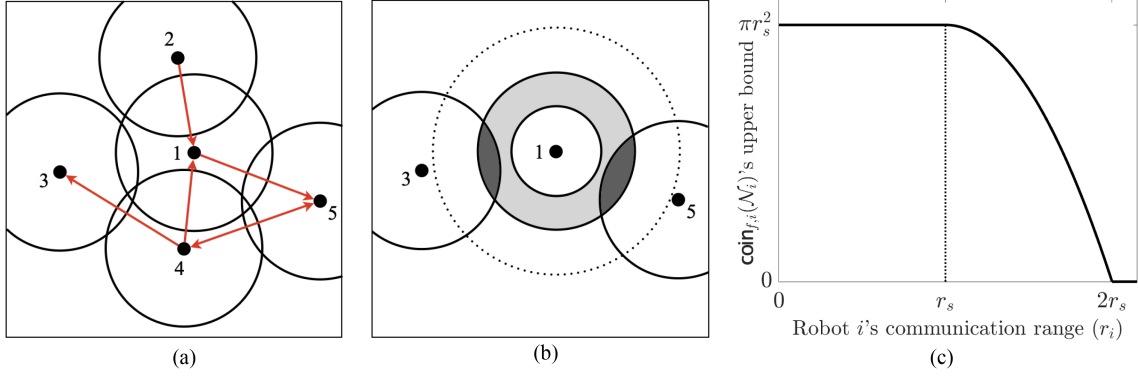 2
1
3
4
5
(a)
1
3
5
(b)
coin_{f,i}(𝒩_i)'s upper bound
πr_s^2
0
0 r_s 2r_s
Robot i's communication range (r_i)
(c)